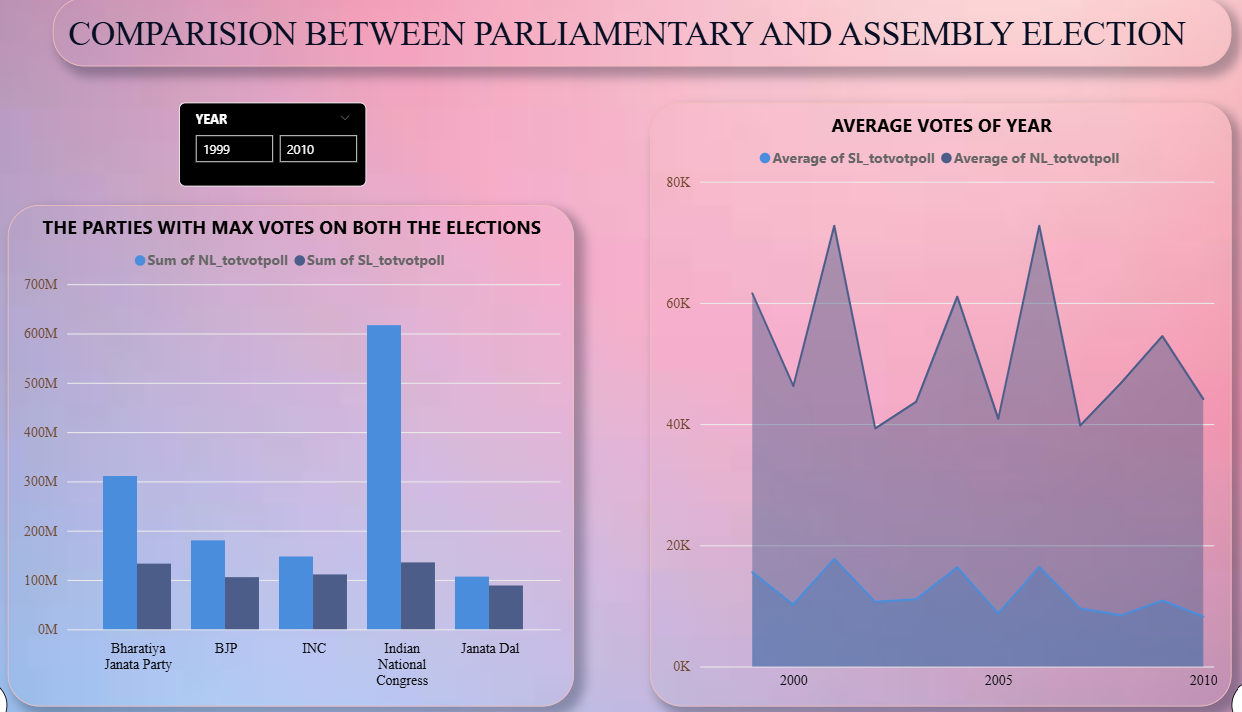 COMPARISION BETWEEN PARLIAMENTARY AND ASSEMBLY ELECTION
YEAR
1999 2010
THE PARTIES WITH MAX VOTES ON BOTH THE ELECTIONS
Sum of NL_totvotpoll Sum of SL_totvotpoll
700M
600M
500M
400M
300M
200M
100M
0M
Bharatiya
Janata Party
BJP
INC
Indian
National
Congress
Janata Dal
AVERAGE VOTES OF YEAR
Average of SL_totvotpoll Average of NL_totvotpoll
80K
60K
40K
20K
0K
2000 2005 2010